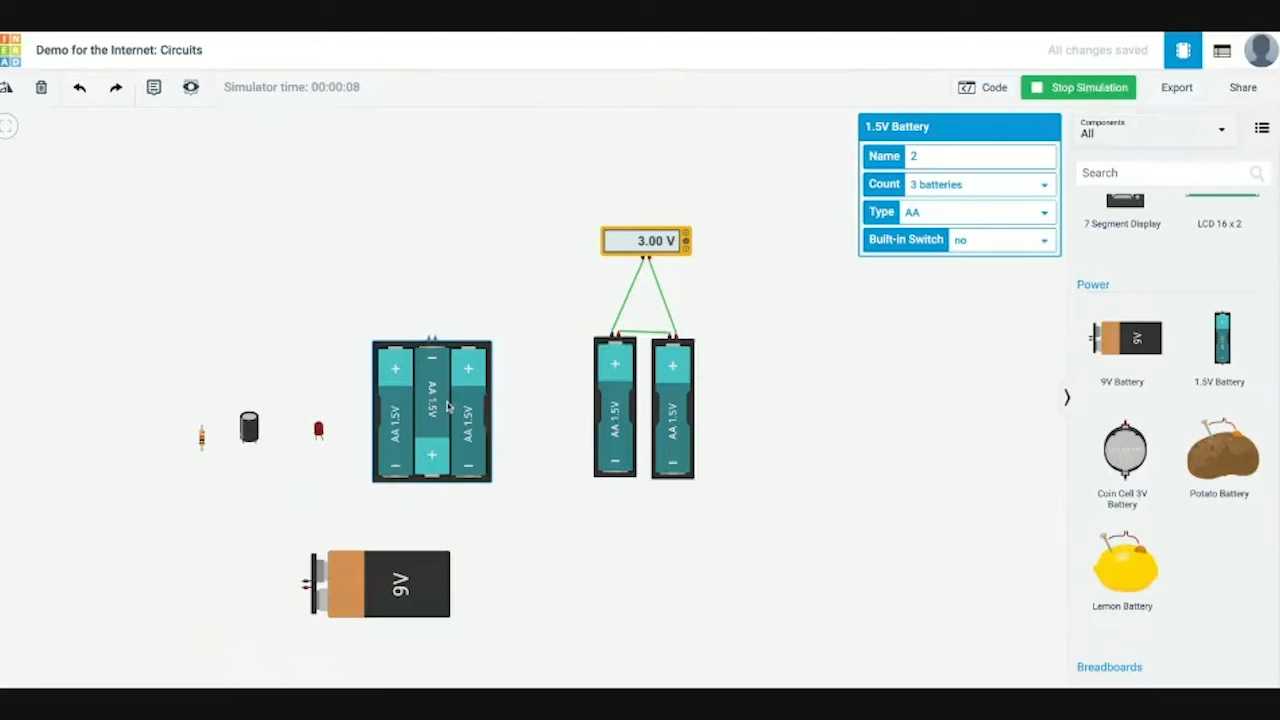 Demo for the Internet: Circuits
All changes saved
Simulator time: 00:00:08
Code
Stop Simulation
Export
Share
1.5V Battery
Name 2
Count 3 batteries
Type AA
Built-in Switch no
Components
All
Search
7 Segment Display
LCD 16 x 2
Power
9V
9V Battery
1.5V Battery
Coin Cell 3V
Battery
Potato Battery
Lemon Battery
Breadboards
3.00 V
+
AA 1.5V
−
−
AA 1.5V
+
+
AA 1.5V
−
+
AA 1.5V
−
+
AA 1.5V
−
9V